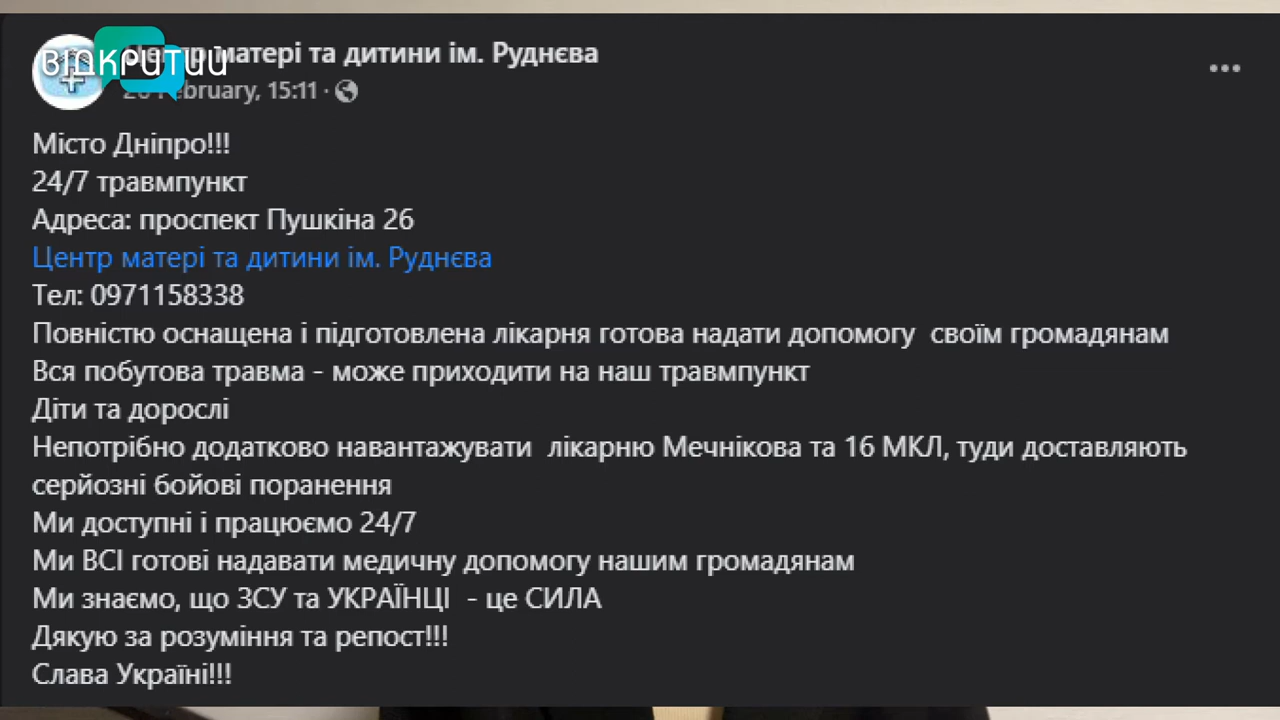 ВІДКРИТИЙ
Центр матері та дитини ім. Руднєва
February, 15:11 ·
Місто Дніпро!!!
24/7 травмпункт
Адреса: проспект Пушкіна 26
Центр матері та дитини ім. Руднєва
Тел: 0971158338
Повністю оснащена і підготовлена лікарня готова надати допомогу своїм громадянам
Вся побутова травма - може приходити на наш травмпункт
Діти та дорослі
Непотрібно додатково навантажувати лікарню Мечнікова та 16 МКЛ, туди доставляють
серйозні бойові поранення
Ми доступні і працюємо 24/7
Ми ВСІ готові надавати медичну допомогу нашим громадянам
Ми знаємо, що ЗСУ та УКРАЇНЦІ - це СИЛА
Дякую за розуміння та репост!!!
Слава Україні!!!